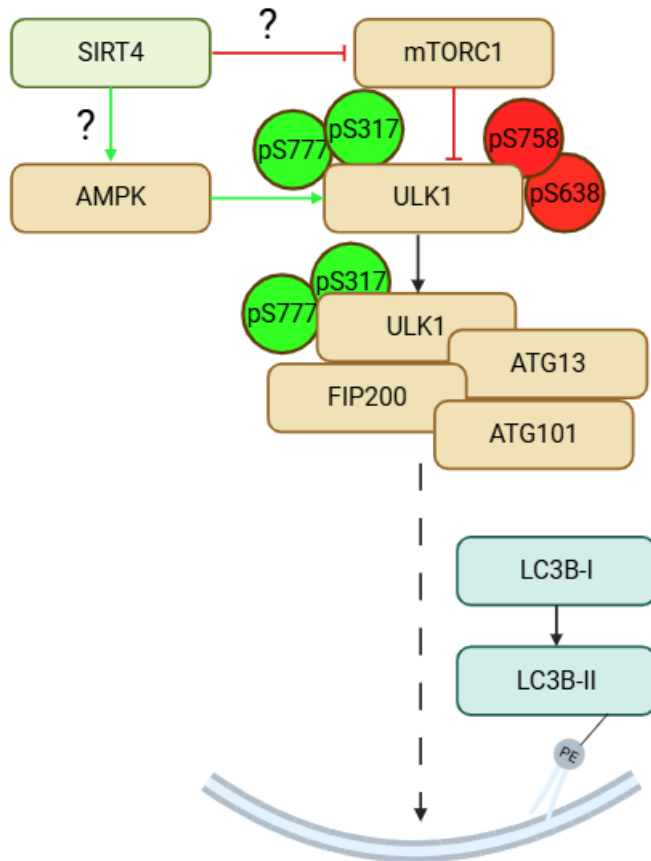 ?
SIRT4
mTORC1
?
pS777
pS317
pS758
AMPK
ULK1
pS638
pS777
pS317
ULK1
ATG13
FIP200
ATG101
LC3B-I
LC3B-II
PE